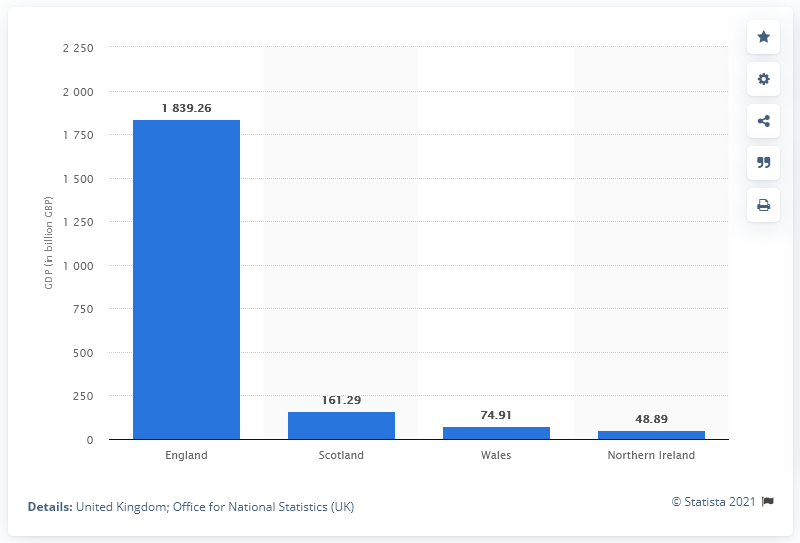 2 250
2 000
1 750
1 500
1 250
1 000
750
500
250
0
GDP (in billion GBP)
1 839.26
161.29
74.91
48.89
England
Scotland
Wales
Northern Ireland
Details: United Kingdom; Office for National Statistics (UK)
© Statista 2021